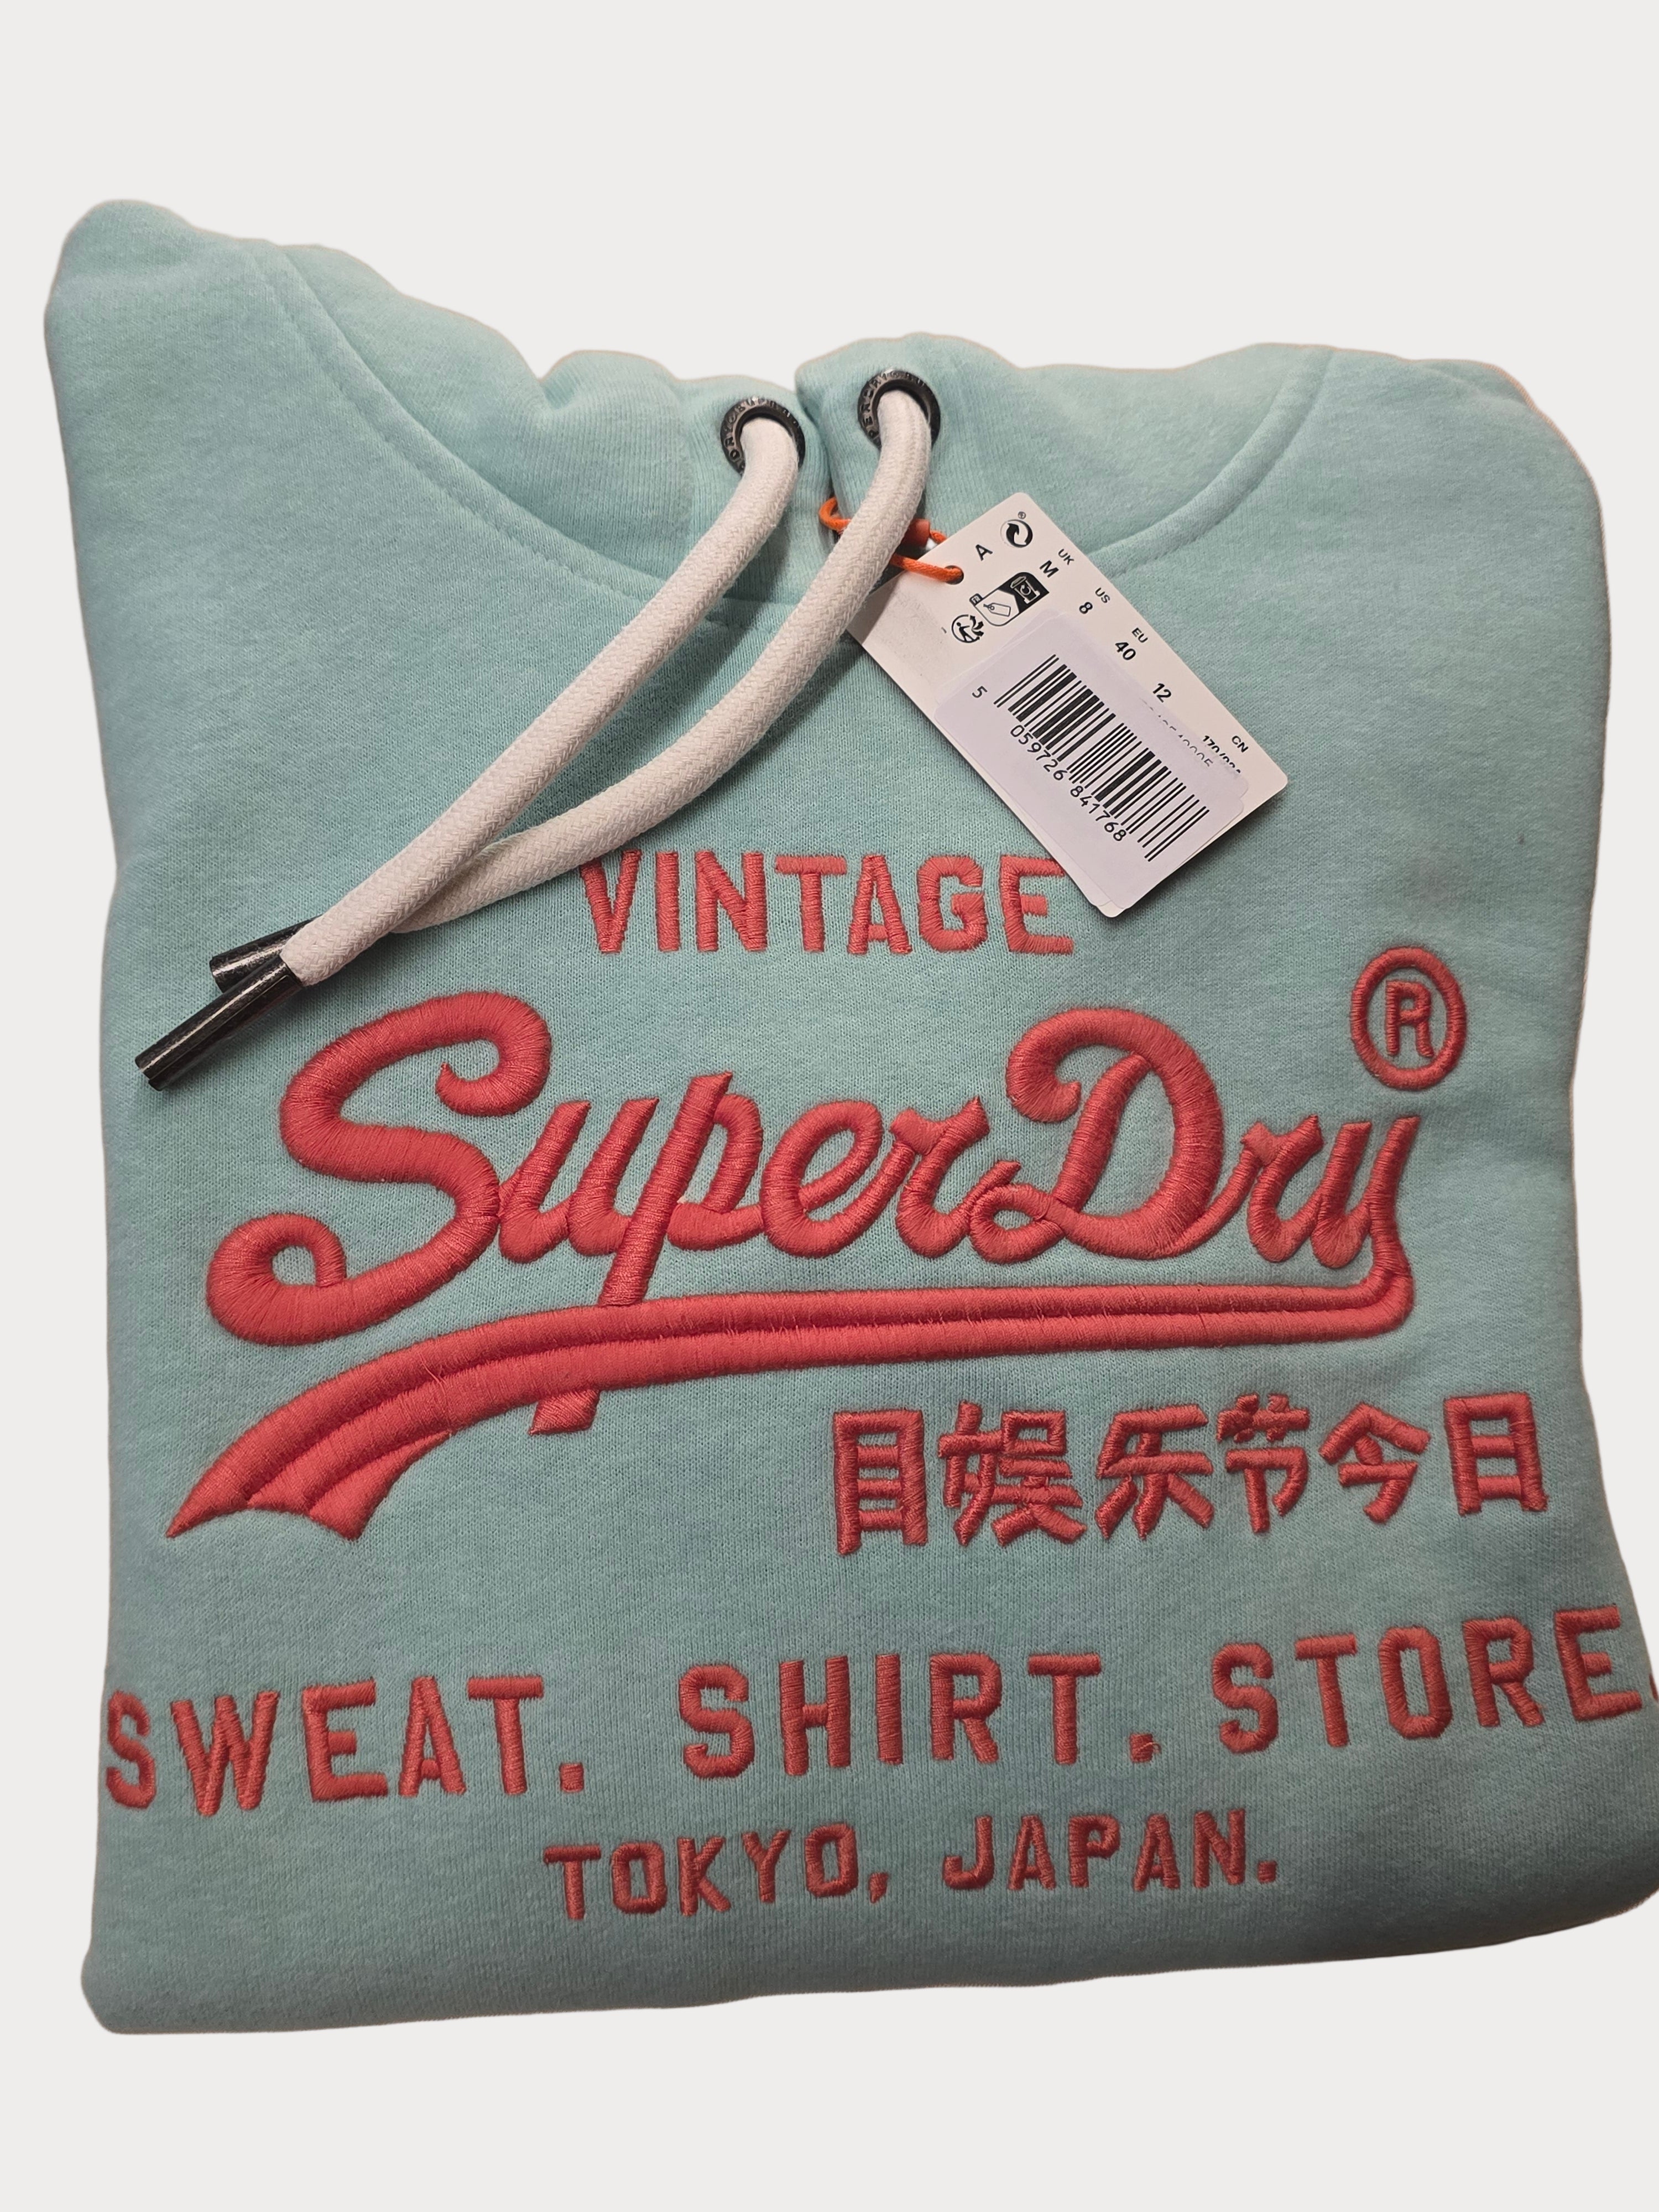 A
M
UK
8
US
40
EU
12
CN
5 059726 841768
VINTAGE
SuperDry®
目娱乐节今日
SWEAT. SHIRT. STORE.
TOKYO, JAPAN.